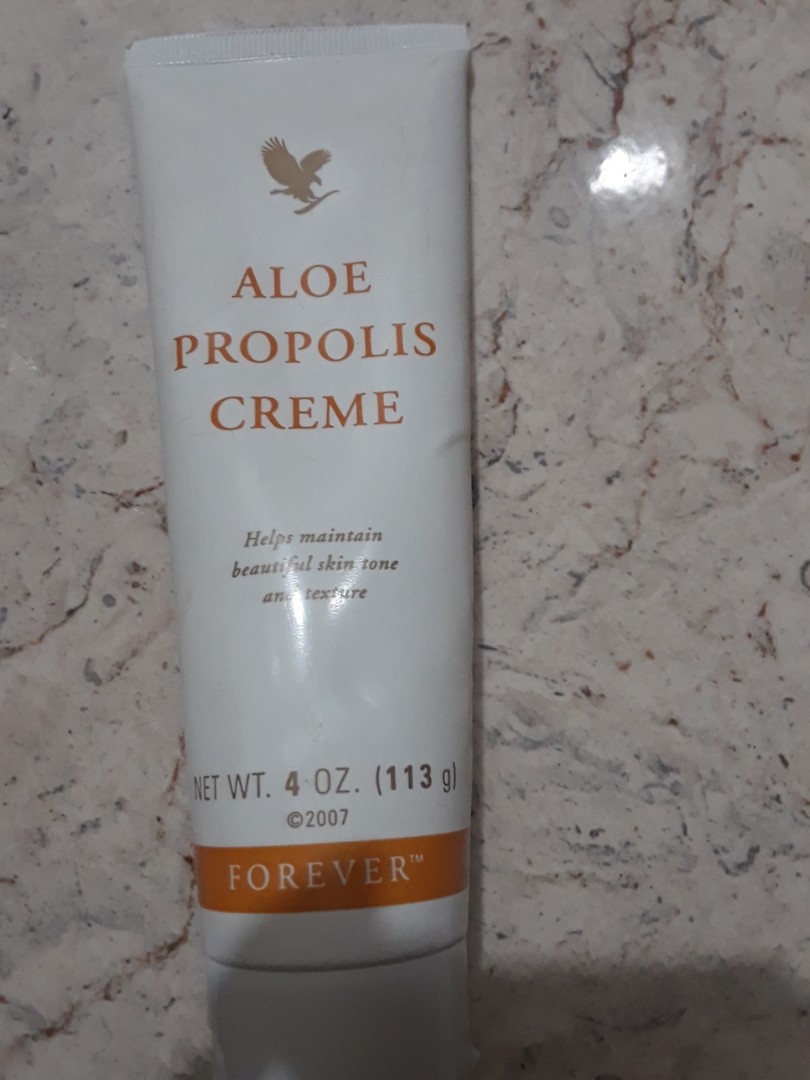 ALOE
PROPOLIS
CREME
Helps maintain
beautiful skin tone
and texture
NET WT. 4 OZ. (113 g)
©2007
FOREVER™